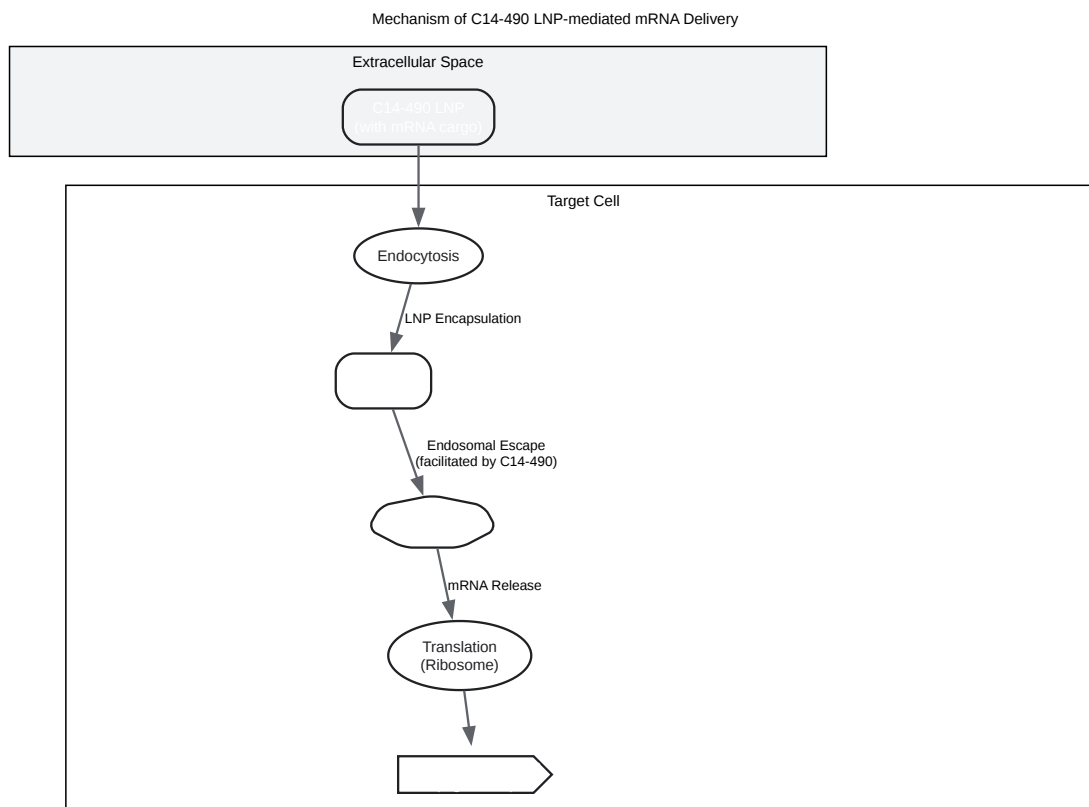 Mechanism of C14-490 LNP-mediated mRNA Delivery
Extracellular Space
C14-490 LNP
(with mRNA cargo)
Target Cell
Endocytosis
LNP Encapsulation
Endosomal Escape
(facilitated by C14-490)
mRNA Release
Translation
(Ribosome)